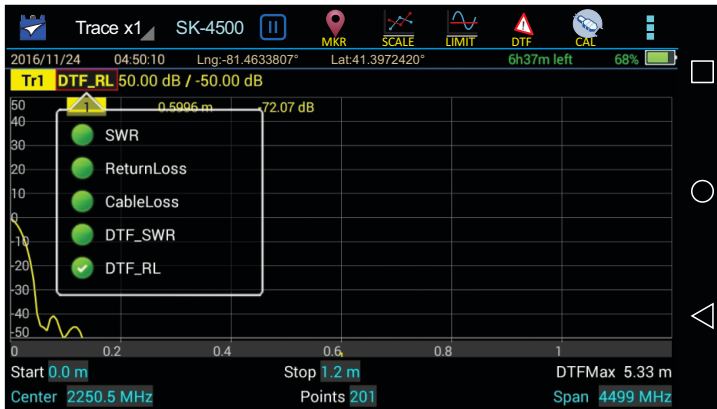 Trace x1 SK-4500 MKR SCALE LIMIT DTF CAL
2016/11/24 04:50:10 Lng:-81.4633807° Lat:41.3972420° 6h37m left 68%
Tr1 DTF_RL 50.00 dB / -50.00 dB
50 1 0.5996 m -72.07 dB
40
30 SWR
20 ReturnLoss
10 CableLoss
0
-10 DTF_SWR
-20 DTF_RL
-30
-40
-50
0 0.2 0.4 0.6 0.8 1
Start 0.0 m Stop 1.2 m DTFMax 5.33 m
Center 2250.5 MHz Points 201 Span 4499 MHz